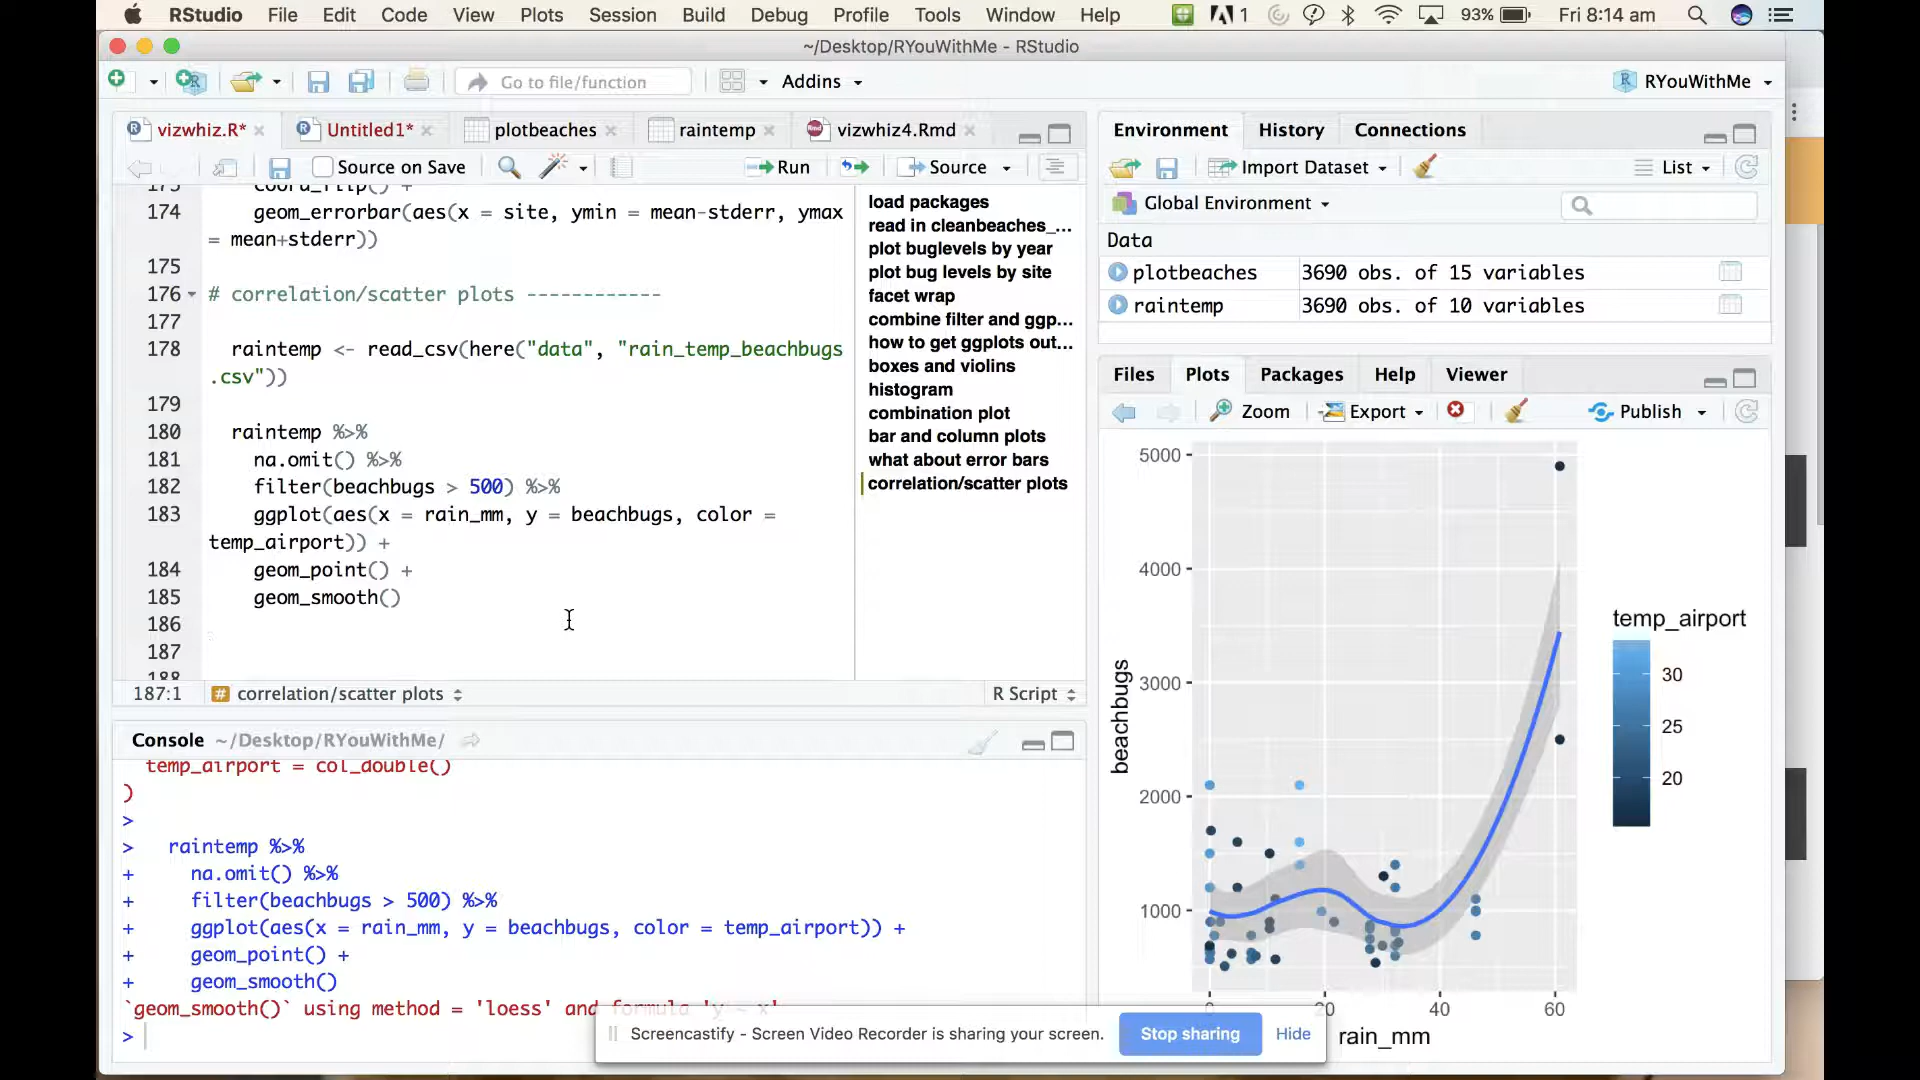 RStudio File Edit Code View Plots Session Build Debug Profile Tools Window Help 1 93% Fri 8:14 am
~/Desktop/RYouWithMe - RStudio
Go to file/function Addins RYouWithMe
vizwhiz.R* Untitled1* plotbeaches raintemp vizwhiz4.Rmd
Source on Save Run Source
173 coord_flip() +
174 geom_errorbar(aes(x = site, ymin = mean-stderr, ymax
= mean+stderr))
175
176 # correlation/scatter plots ------------
177
178 raintemp <- read_csv(here("data", "rain_temp_beachbugs
.csv"))
179
180 raintemp %>%
181 na.omit() %>%
182 filter(beachbugs > 500) %>%
183 ggplot(aes(x = rain_mm, y = beachbugs, color =
temp_airport)) +
184 geom_point() +
185 geom_smooth()
186
187
188
load packages
read in cleanbeaches_...
plot buglevels by year
plot bug levels by site
facet wrap
combine filter and ggp...
how to get ggplots out...
boxes and violins
histogram
combination plot
bar and column plots
what about error bars
correlation/scatter plots
187:1 # correlation/scatter plots R Script
Console ~/Desktop/RYouWithMe/
temp_airport = col_double()
)
>
> raintemp %>%
+ na.omit() %>%
+ filter(beachbugs > 500) %>%
+ ggplot(aes(x = rain_mm, y = beachbugs, color = temp_airport)) +
+ geom_point() +
+ geom_smooth()
`geom_smooth()` using method = 'loess' and formula 'y ~ x'
>
Environment History Connections
Import Dataset List
Global Environment
Data
plotbeaches 3690 obs. of 15 variables
raintemp 3690 obs. of 10 variables
Files Plots Packages Help Viewer
Zoom Export Publish
5000
4000
3000
2000
1000
beachbugs
0 20 40 60
rain_mm
temp_airport
30
25
20
Screencastify - Screen Video Recorder is sharing your screen. Stop sharing Hide